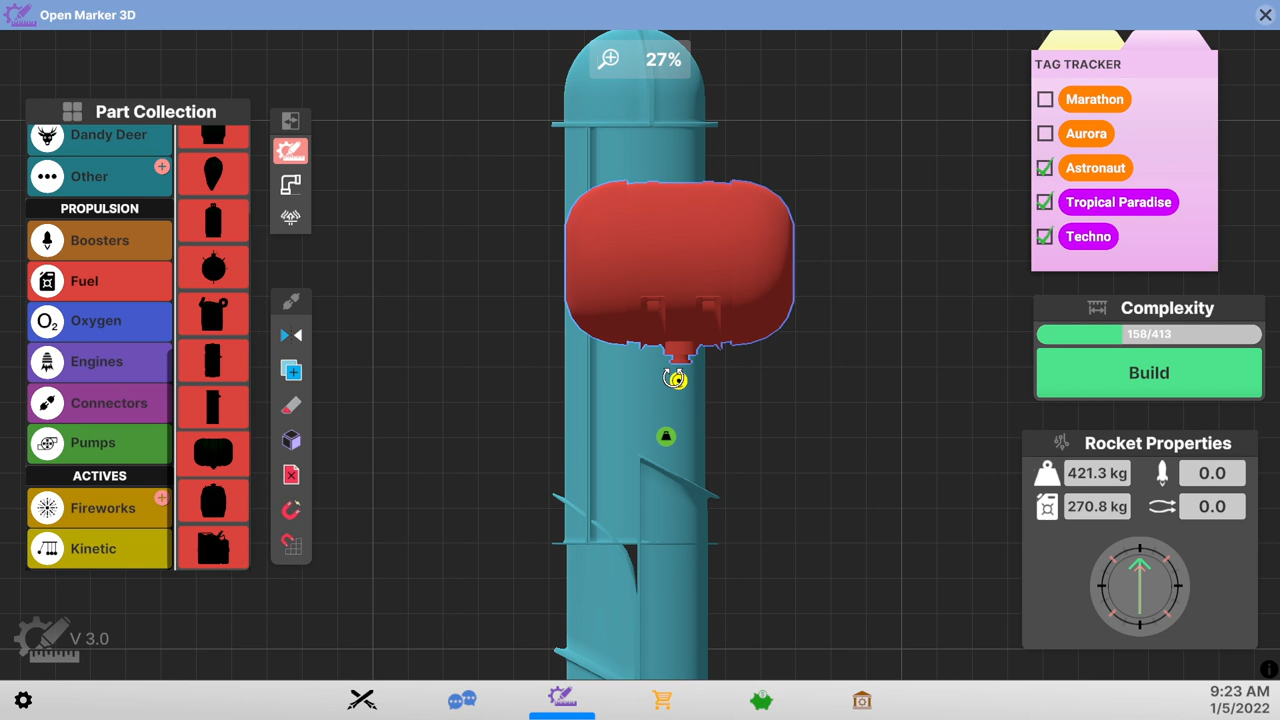 Open Marker 3D
27%
Part Collection
Dandy Deer
Other
PROPULSION
Boosters
Fuel
O₂ Oxygen
Engines
Connectors
Pumps
ACTIVES
Fireworks
Kinetic
V 3.0
TAG TRACKER
Marathon
Aurora
Astronaut
Tropical Paradise
Techno
Complexity
158/413
Build
Rocket Properties
421.3 kg 0.0
270.8 kg 0.0
9:23 AM
1/5/2022